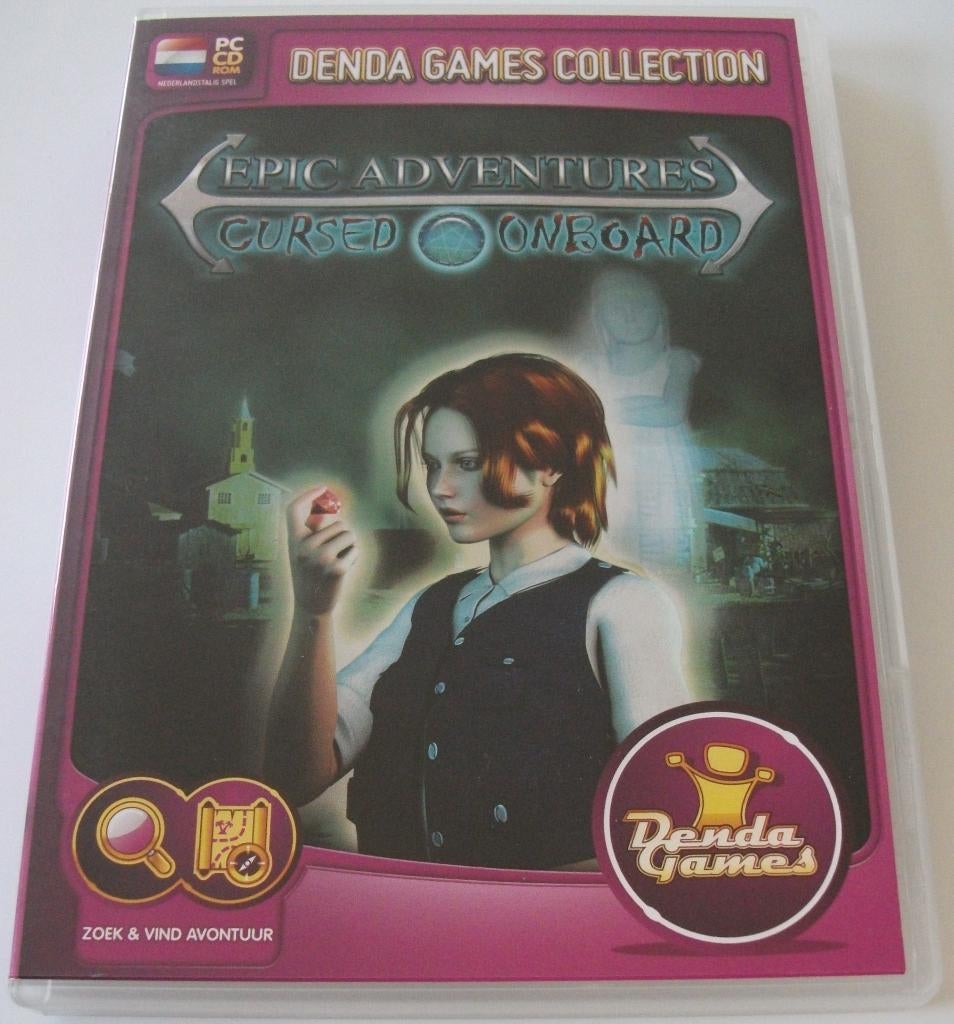 PC
CD
ROM
NEDERLANDSTALIG SPEL
DENDA GAMES COLLECTION
EPIC ADVENTURES
CURSED ONBOARD
ZOEK & VIND AVONTUUR
Denda
Games